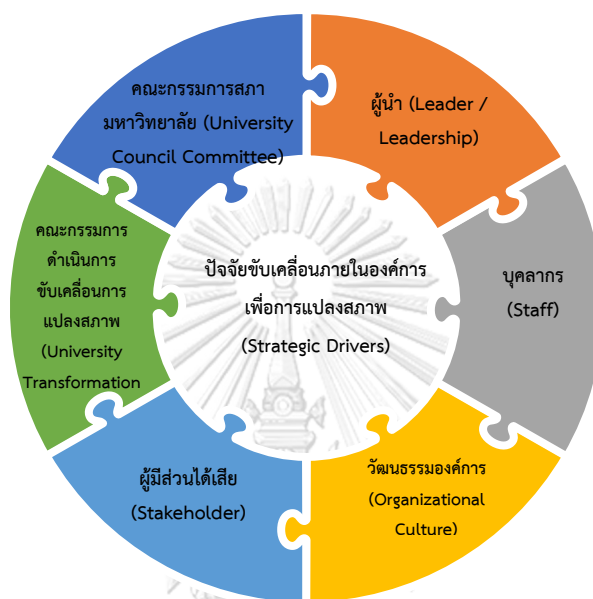 คณะกรรมการสภา
มหาวิทยาลัย (University
Council Committee)
ผู้นำ (Leader /
Leadership)
บุคลากร
(Staff)
วัฒนธรรมองค์การ
(Organizational
Culture)
ผู้มีส่วนได้เสีย
(Stakeholder)
คณะกรรมการ
ดำเนินการ
ขับเคลื่อนการ
แปลงสภาพ
(University
Transformation
ปัจจัยขับเคลื่อนภายในองค์การ
เพื่อการแปลงสภาพ
(Strategic Drivers)